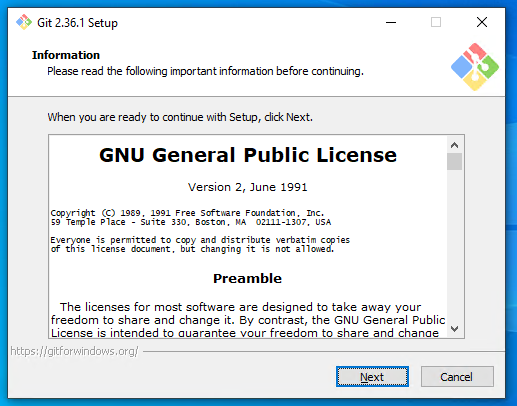 Git 2.36.1 Setup
Information
Please read the following important information before continuing.
When you are ready to continue with Setup, click Next.
GNU General Public License
Version 2, June 1991
Copyright (C) 1989, 1991 Free Software Foundation, Inc.
59 Temple Place - Suite 330, Boston, MA  02111-1307, USA
Everyone is permitted to copy and distribute verbatim copies
of this license document, but changing it is not allowed.
Preamble
The licenses for most software are designed to take away your
freedom to share and change it. By contrast, the GNU General Public
License is intended to guarantee your freedom to share and change
https://gitforwindows.org/
Next
Cancel